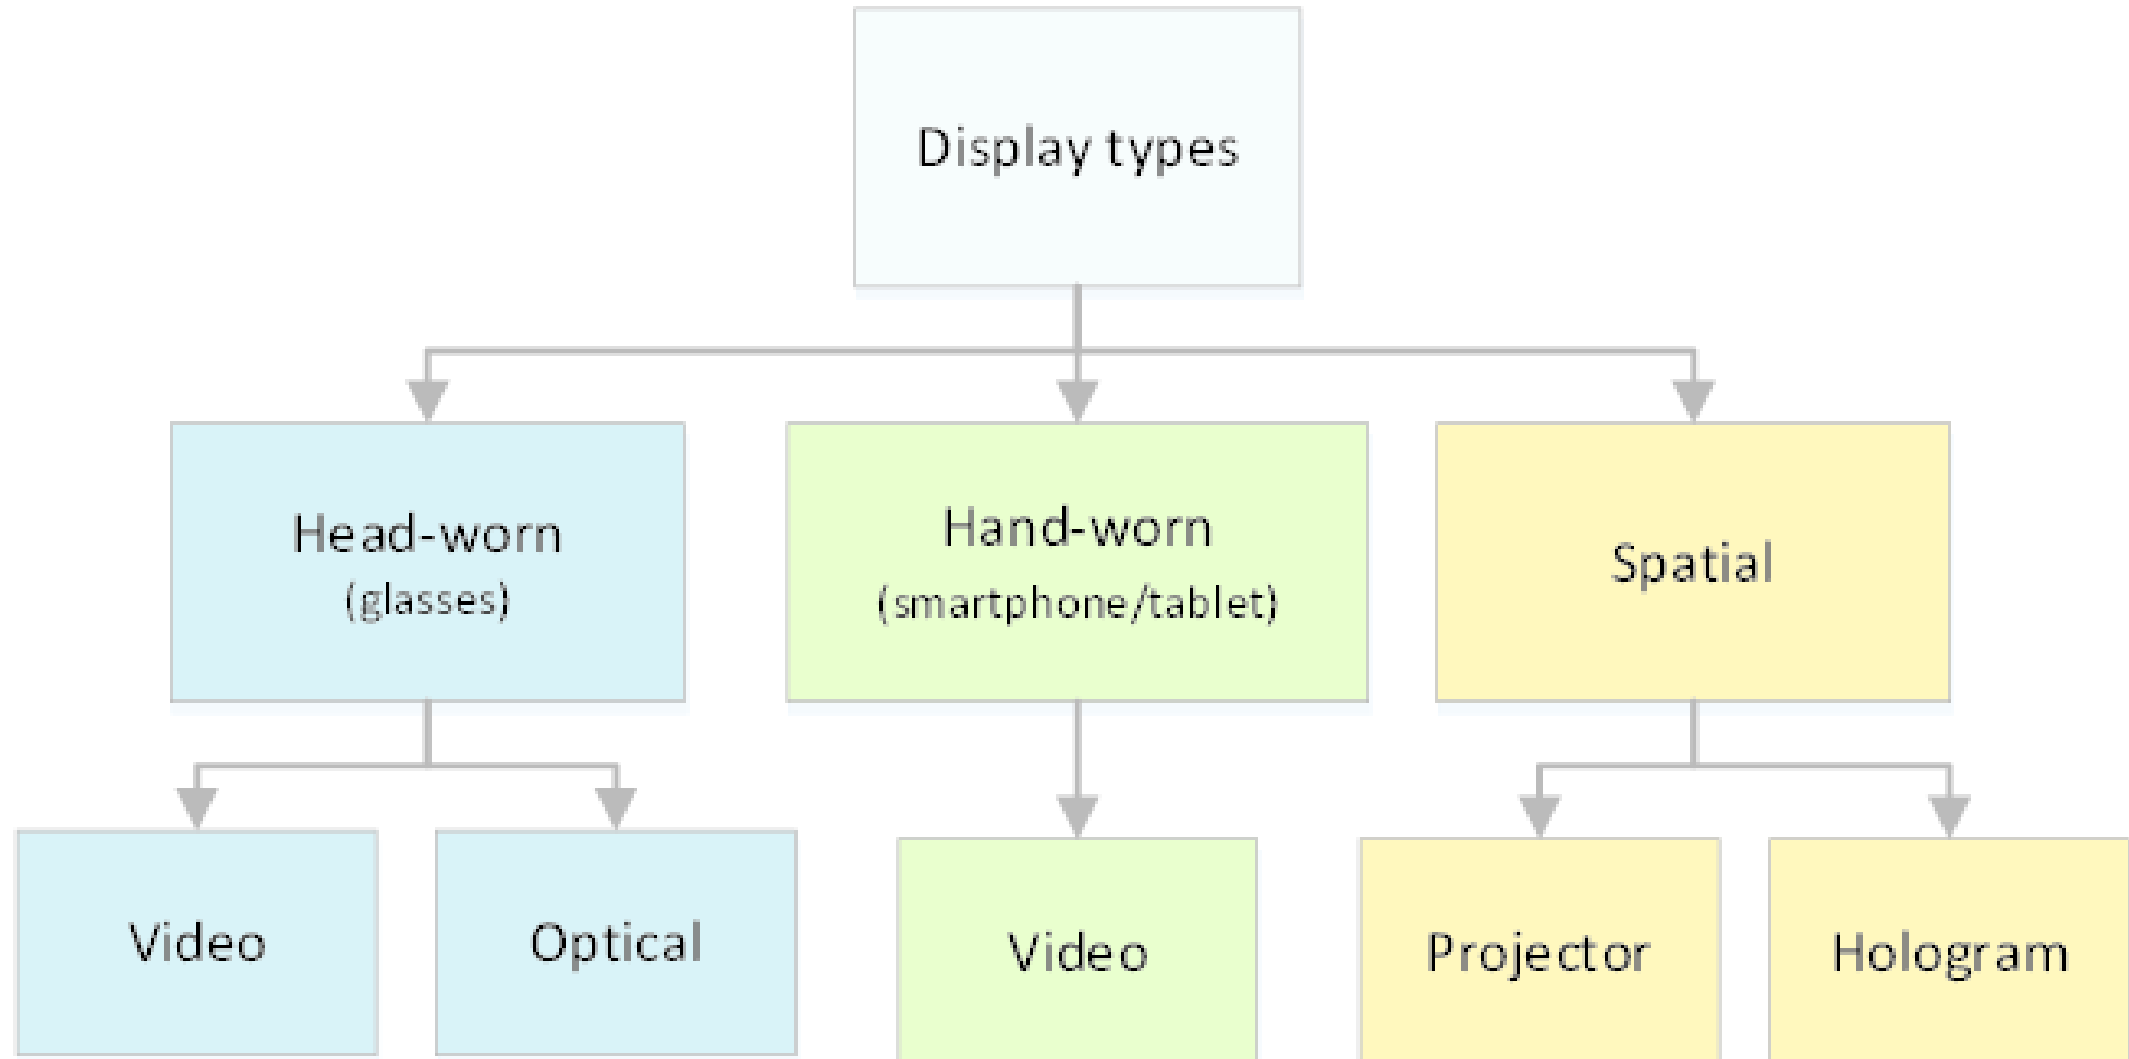 Display types
Head-worn
(glasses)
Hand-worn
(smartphone/tablet)
Spatial
Video
Optical
Video
Projector
Hologram